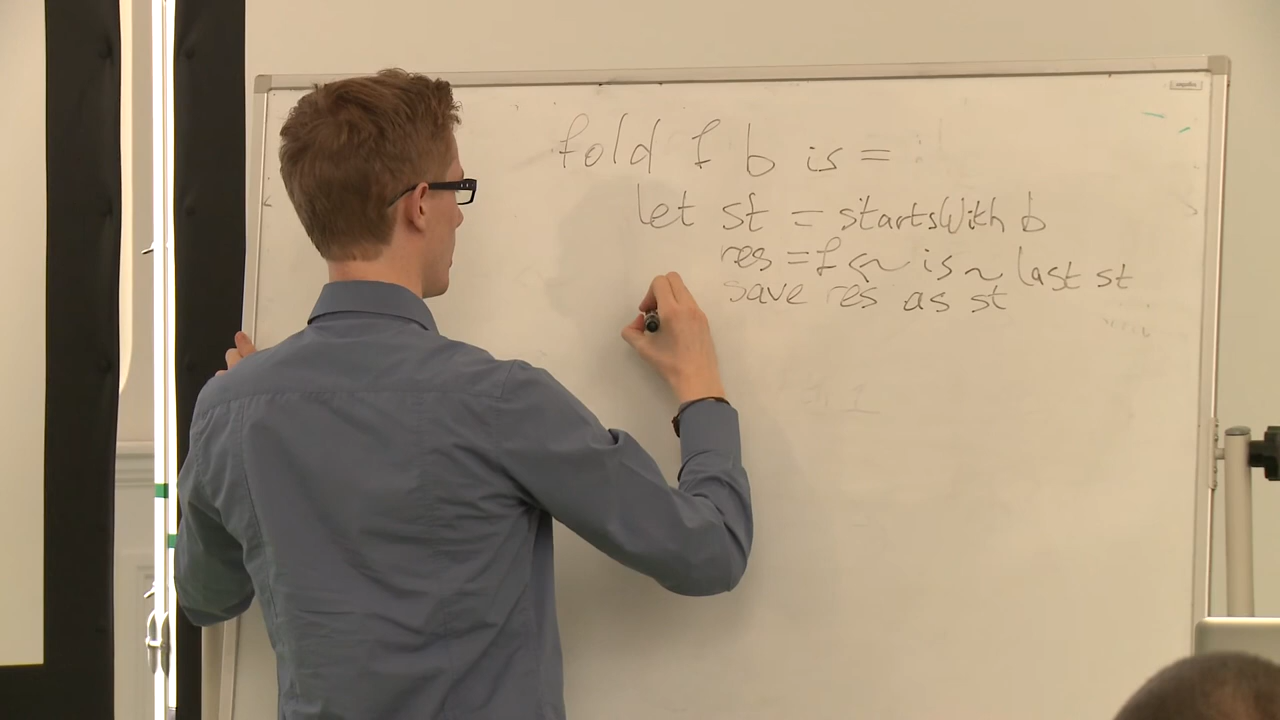 fold f b is =
let st = startsWith b
res = f <~ is ~ last st
save res as st